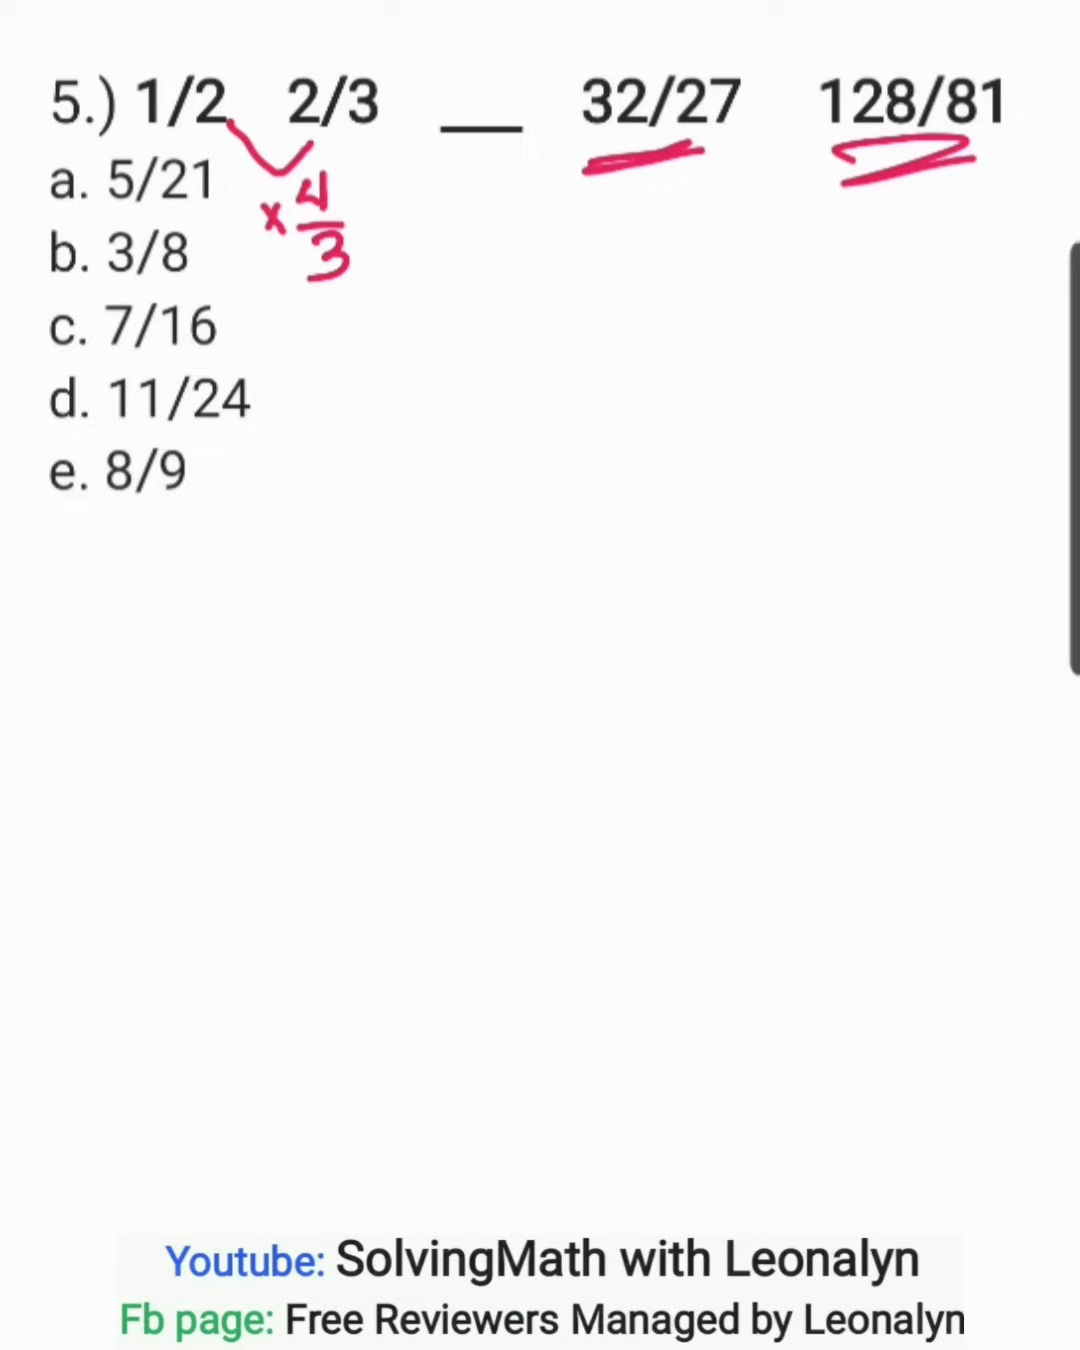 5.) 1/2 2/3 ___ 32/27 128/81
a. 5/21
x 4/3
b. 3/8
c. 7/16
d. 11/24
e. 8/9
Youtube: SolvingMath with Leonalyn
Fb page: Free Reviewers Managed by Leonalyn